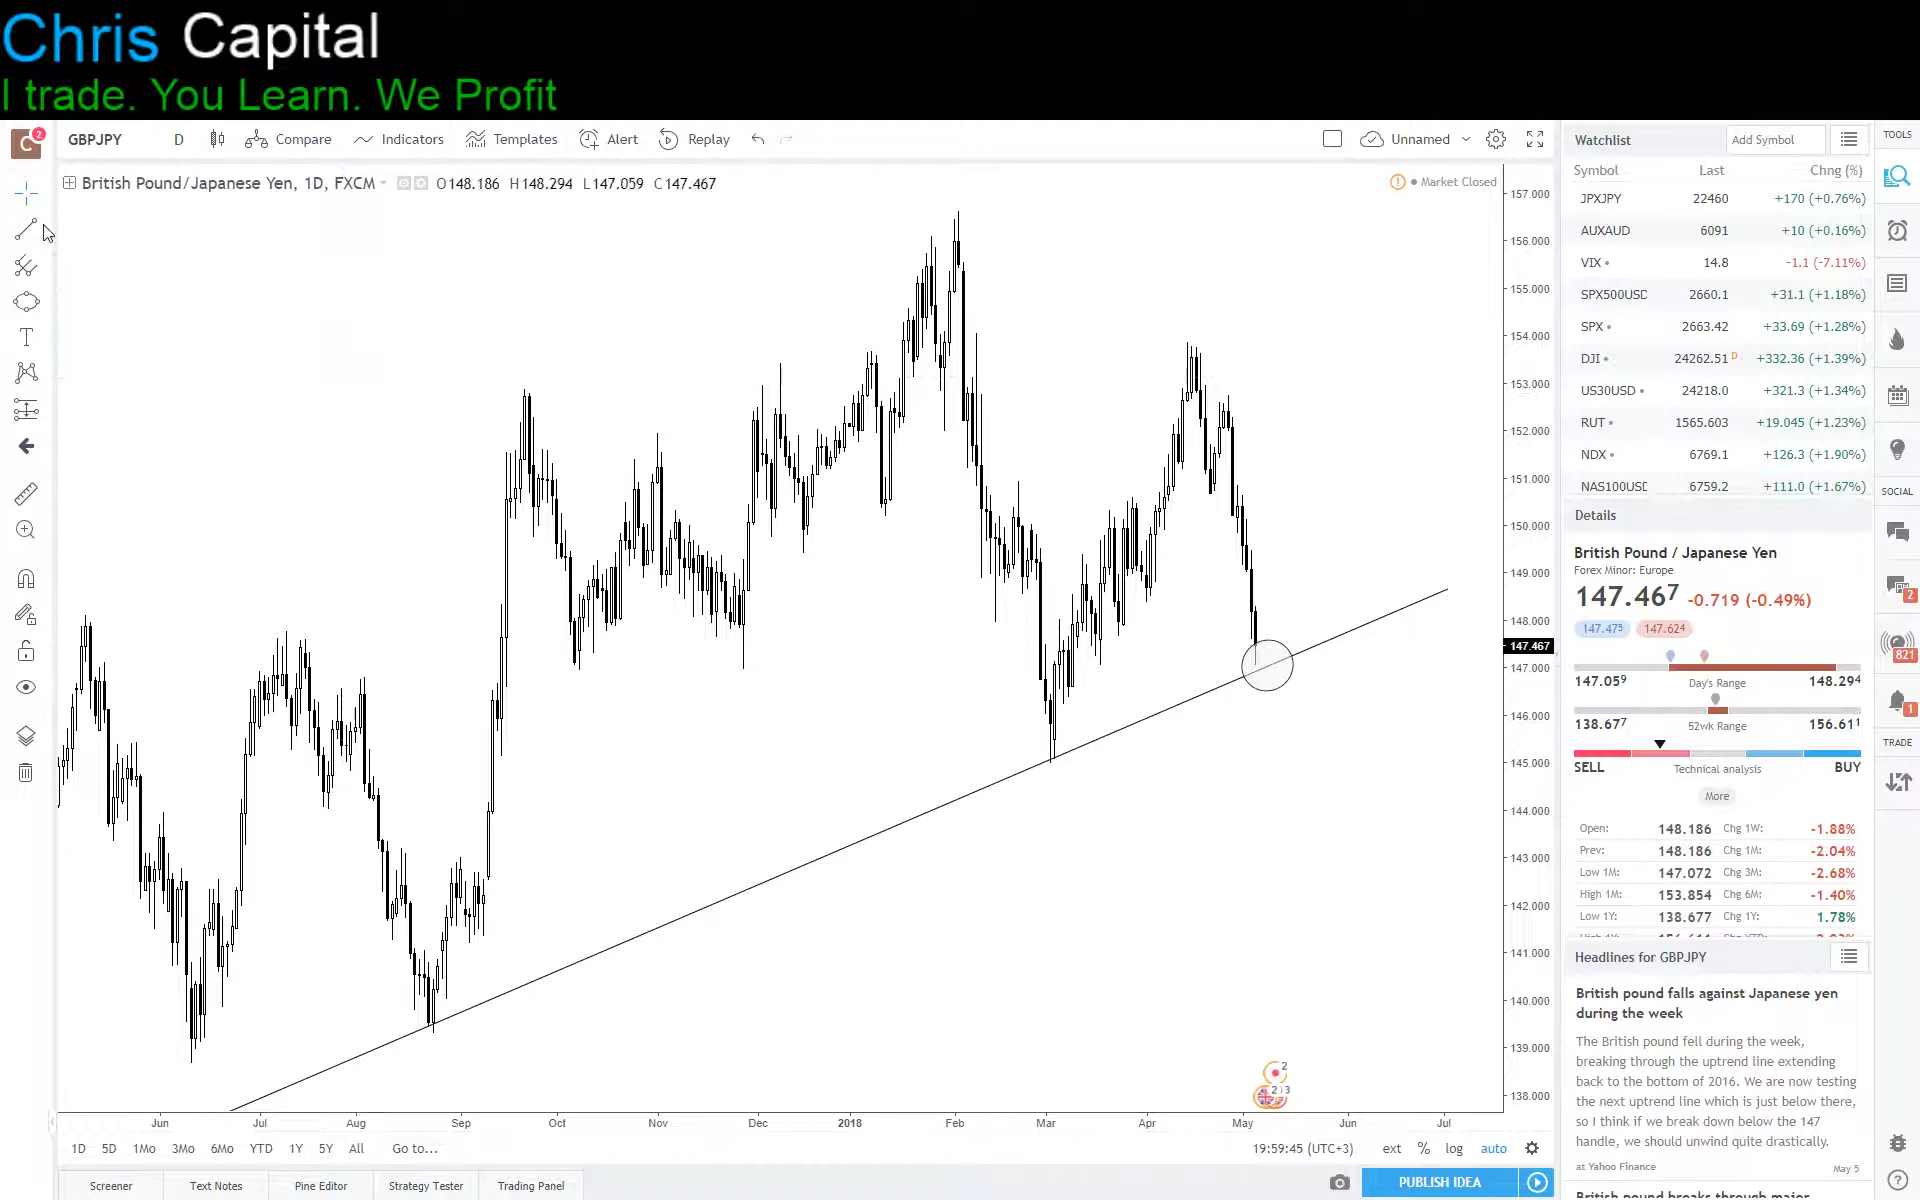 Chris Capital
I trade. You Learn. We Profit
C 2 GBPJPY D Compare Indicators Templates Alert Replay Unnamed
British Pound/Japanese Yen, 1D, FXCM O148.186 H148.294 L147.059 C147.467 Market Closed
157.000
156.000
155.000
154.000
153.000
152.000
151.000
150.000
149.000
148.000
147.467
147.000
146.000
145.000
144.000
143.000
142.000
141.000
140.000
139.000
138.000
2
2 3
Jun Jul Aug Sep Oct Nov Dec 2018 Feb Mar Apr May Jun Jul
1D 5D 1Mo 3Mo 6Mo YTD 1Y 5Y All Go to... 19:59:45 (UTC+3) ext % log auto
Screener Text Notes Pine Editor Strategy Tester Trading Panel PUBLISH IDEA
Watchlist Add Symbol
Symbol Last Chng (%)
JPXJPY 22460 +170 (+0.76%)
AUXAUD 6091 +10 (+0.16%)
VIX 14.8 -1.1 (-7.11%)
SPX500USD 2660.1 +31.1 (+1.18%)
SPX 2663.42 +33.69 (+1.28%)
DJI 24262.51 D +332.36 (+1.39%)
US30USD 24218.0 +321.3 (+1.34%)
RUT 1565.603 +19.045 (+1.23%)
NDX 6769.1 +126.3 (+1.90%)
NAS100USD 6759.2 +111.0 (+1.67%)
Details
British Pound / Japanese Yen
Forex Minor: Europe
147.467 -0.719 (-0.49%)
147.475 147.624
147.059 Day's Range 148.294
138.677 52wk Range 156.611
SELL Technical analysis BUY
More
Open: 148.186 Chg 1W: -1.88%
Prev: 148.186 Chg 1M: -2.04%
Low 1M: 147.072 Chg 3M: -2.68%
High 1M: 153.854 Chg 6M: -1.40%
Low 1Y: 138.677 Chg 1Y: 1.78%
Headlines for GBPJPY
British pound falls against Japanese yen
during the week
The British pound fell during the week,
breaking through the uptrend line extending
back to the bottom of 2016. We are now testing
the next uptrend line which is just below there,
so I think if we break down below the 147
handle, we should unwind quite drastically.
at Yahoo Finance May 5
British pound breaks through major
TOOLS
SOCIAL
2
821
1
TRADE